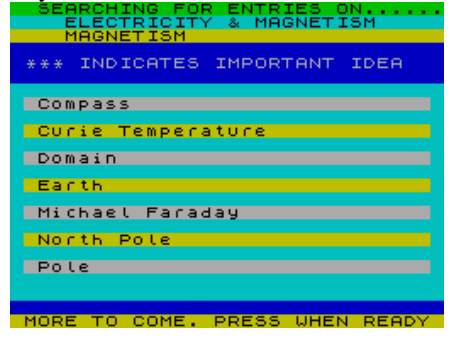 SEARCHING FOR ENTRIES ON......
ELECTRICITY & MAGNETISM
MAGNETISM
*** INDICATES IMPORTANT IDEA
Compass
Curie Temperature
Domain
Earth
Michael Faraday
North Pole
Pole
MORE TO COME. PRESS WHEN READY